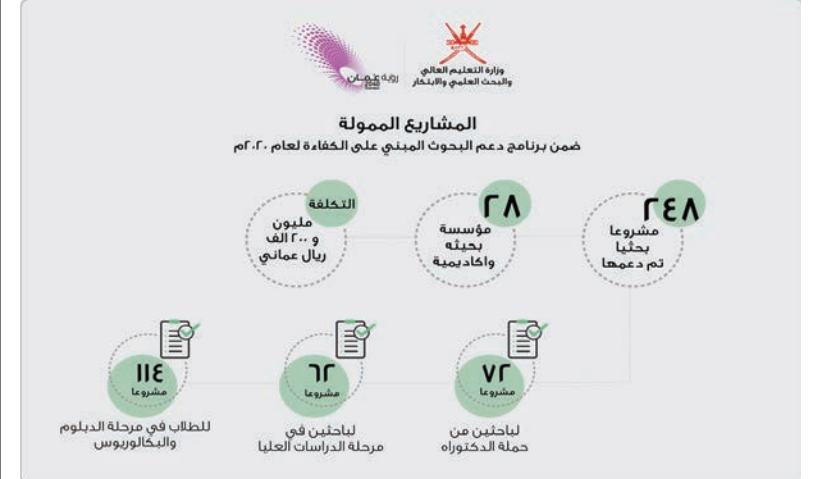 رؤية عُمان
2040
وزارة التعليم العالي
والبحث العلمي والابتكار
المشاريع الممولة
ضمن برنامج دعم البحوث المبني على الكفاءة لعام ٢٠٢٠م
٢٤٨
مشروعا
بحثيا
تم دعمها
٢٨
مؤسسة
بحيثه
واكاديمية
التكلفة
مليون
و ٢٠٠ الف
ريال عماني
٧٢
مشروعا
لباحثين من
حملة الدكتوراه
٦٢
مشروعا
لباحثين في
مرحلة الدراسات العليا
١١٤
مشروعا
للطلاب في مرحلة الدبلوم
والبكالوريوس